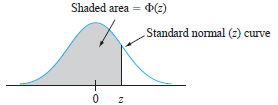 Shaded area = Φ(z)
Standard normal (z) curve
0 z